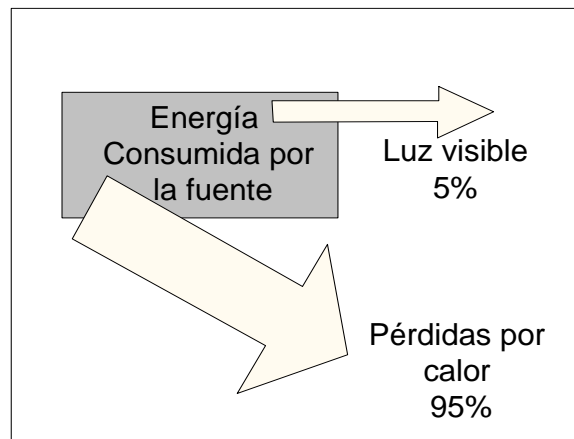 Energía
Consumida por
la fuente
Luz visible
5%
Pérdidas por
calor
95%